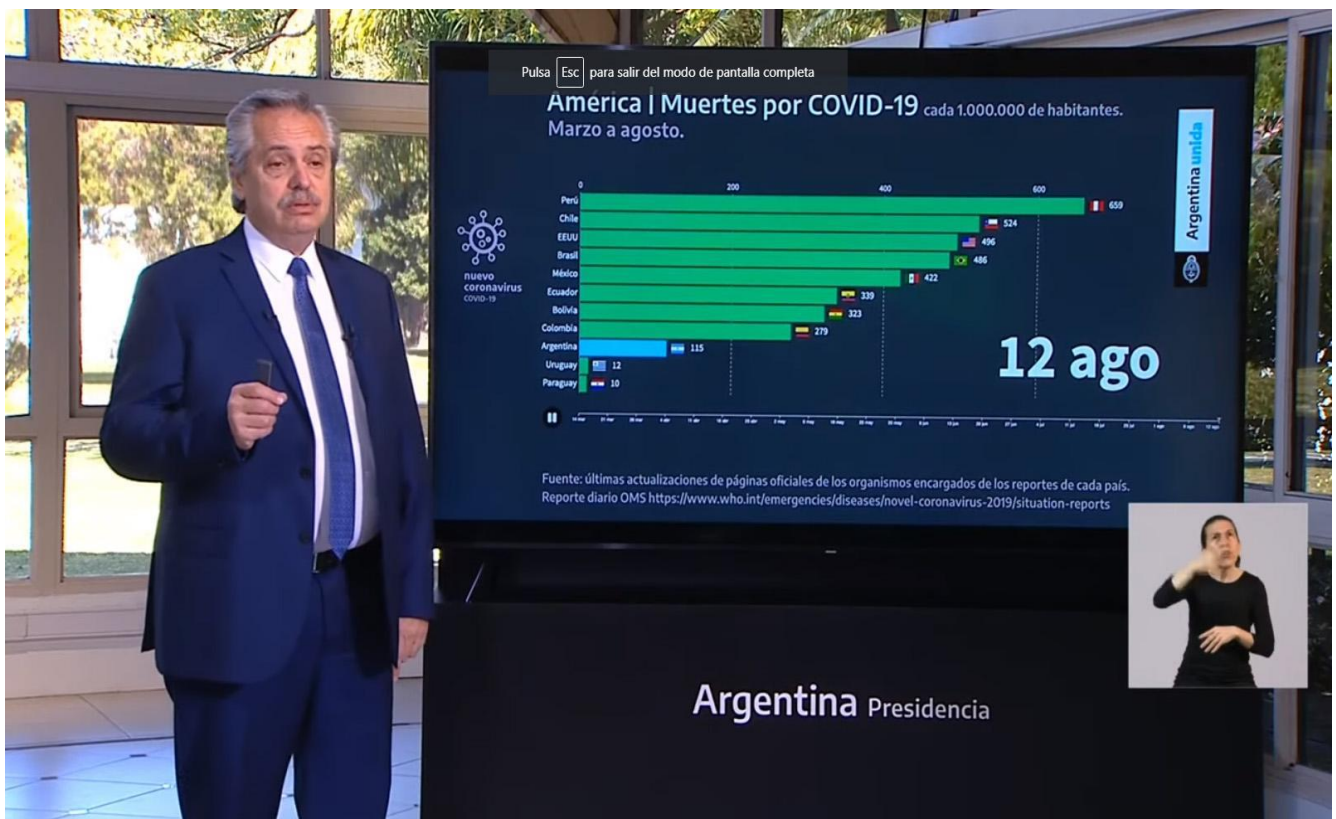 Pulsa Esc para salir del modo de pantalla completa
América | Muertes por COVID-19 cada 1.000.000 de habitantes.
Marzo a agosto.
Argentina unida
nuevo
coronavirus
COVID-19
0 200 400 600
Perú 659
Chile 524
EEUU 496
Brasil 486
México 422
Ecuador 339
Bolivia 323
Colombia 279
Argentina 115
Uruguay 12
Paraguay 10
12 ago
Fuente: últimas actualizaciones de páginas oficiales de los organismos encargados de los reportes de cada país.
Reporte diario OMS https://www.who.int/emergencies/diseases/novel-coronavirus-2019/situation-reports
Argentina Presidencia